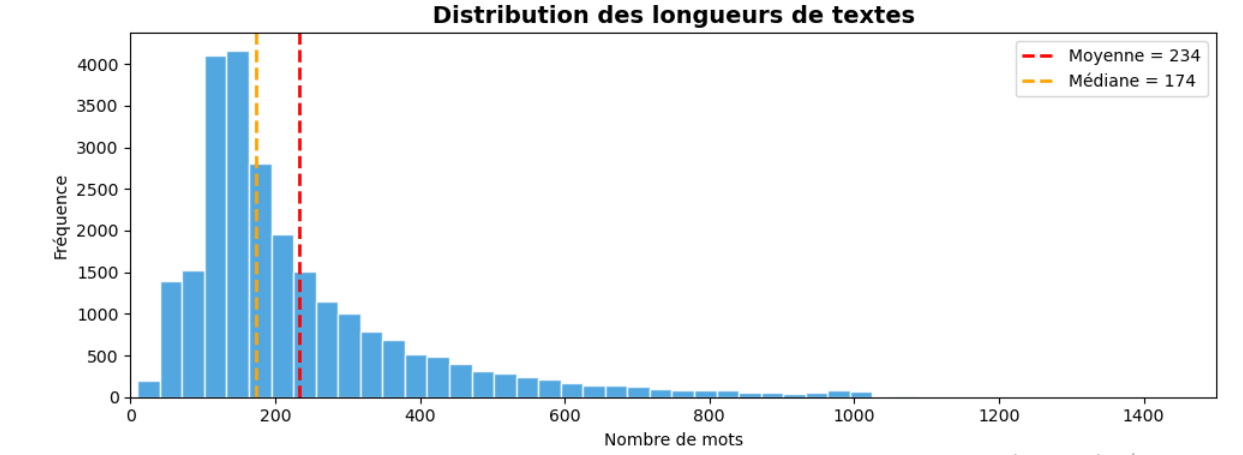 Distribution des longueurs de textes
Moyenne = 234
Médiane = 174
Fréquence
4000
3500
3000
2500
2000
1500
1000
500
0
0 200 400 600 800 1000 1200 1400
Nombre de mots